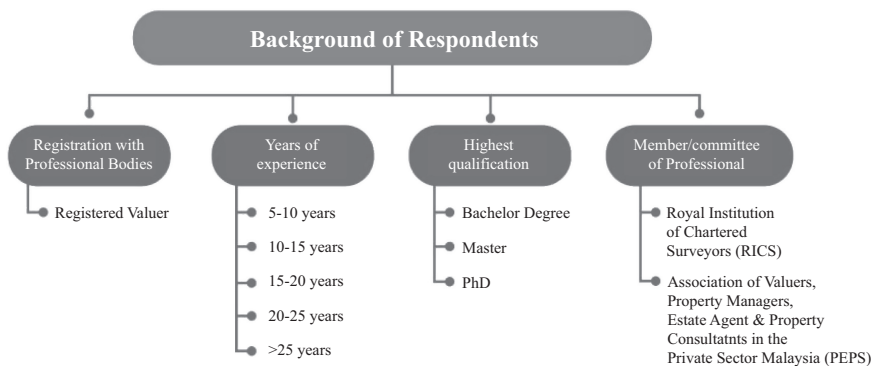 Background of Respondents
Registration with
Professional Bodies
Registered Valuer
Years of
experience
5-10 years
10-15 years
15-20 years
20-25 years
>25 years
Highest
qualification
Bachelor Degree
Master
PhD
Member/committee
of Professional
Royal Institution
of Chartered
Surveyors (RICS)
Association of Valuers,
Property Managers,
Estate Agent & Property
Consultatnts in the
Private Sector Malaysia (PEPS)